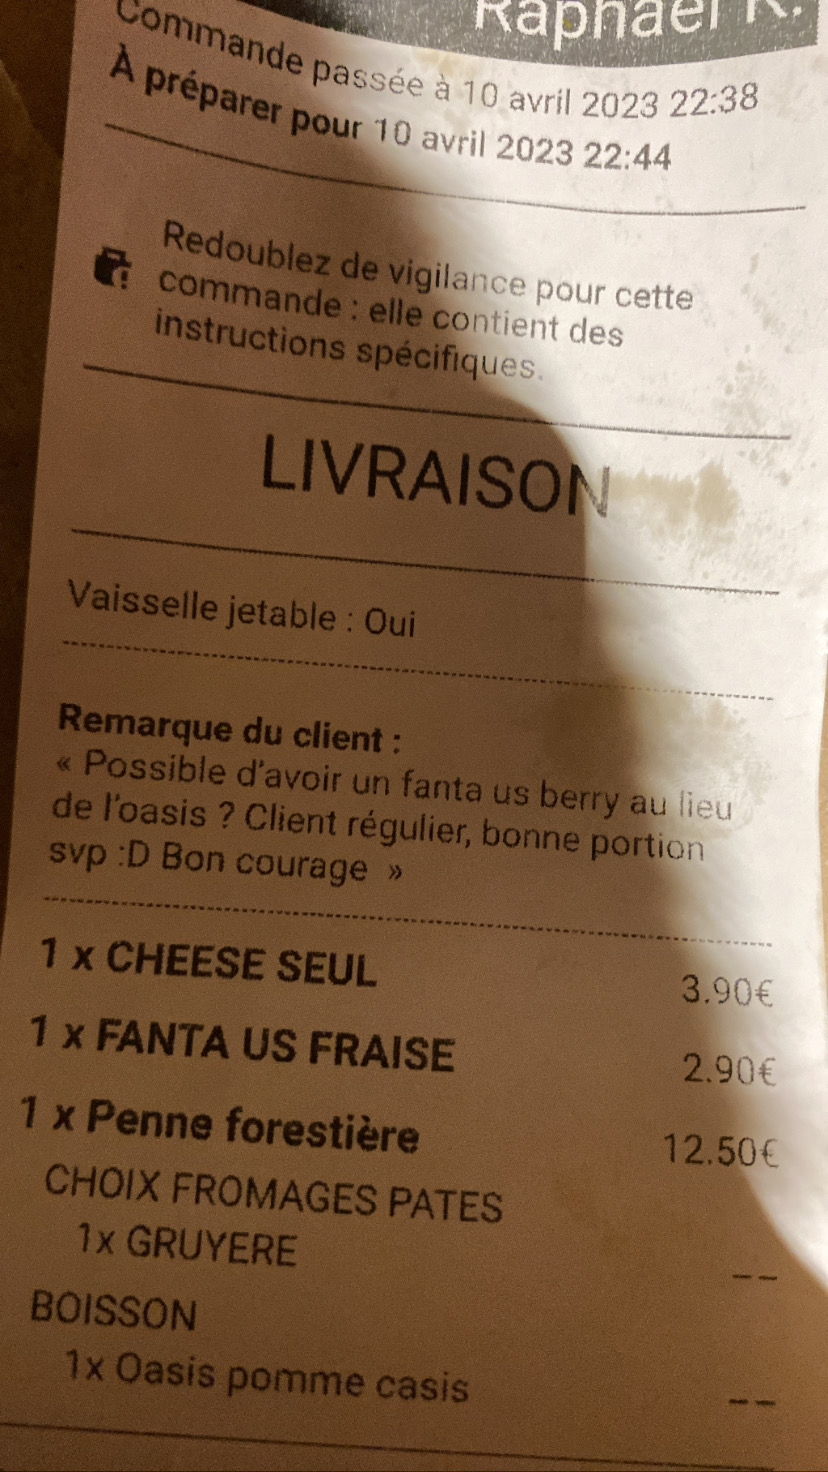 Raphaël R.
Commande passée à 10 avril 2023 22:38
À préparer pour 10 avril 2023 22:44
Redoublez de vigilance pour cette
commande : elle contient des
instructions spécifiques.
LIVRAISON
Vaisselle jetable : Oui
Remarque du client :
« Possible d'avoir un fanta us berry au lieu
de l'oasis ? Client régulier, bonne portion
svp :D Bon courage »
1 x CHEESE SEUL 3.90€
1 x FANTA US FRAISE 2.90€
1 x Penne forestière 12.50€
CHOIX FROMAGES PATES
1x GRUYERE --
BOISSON
1x Oasis pomme casis --